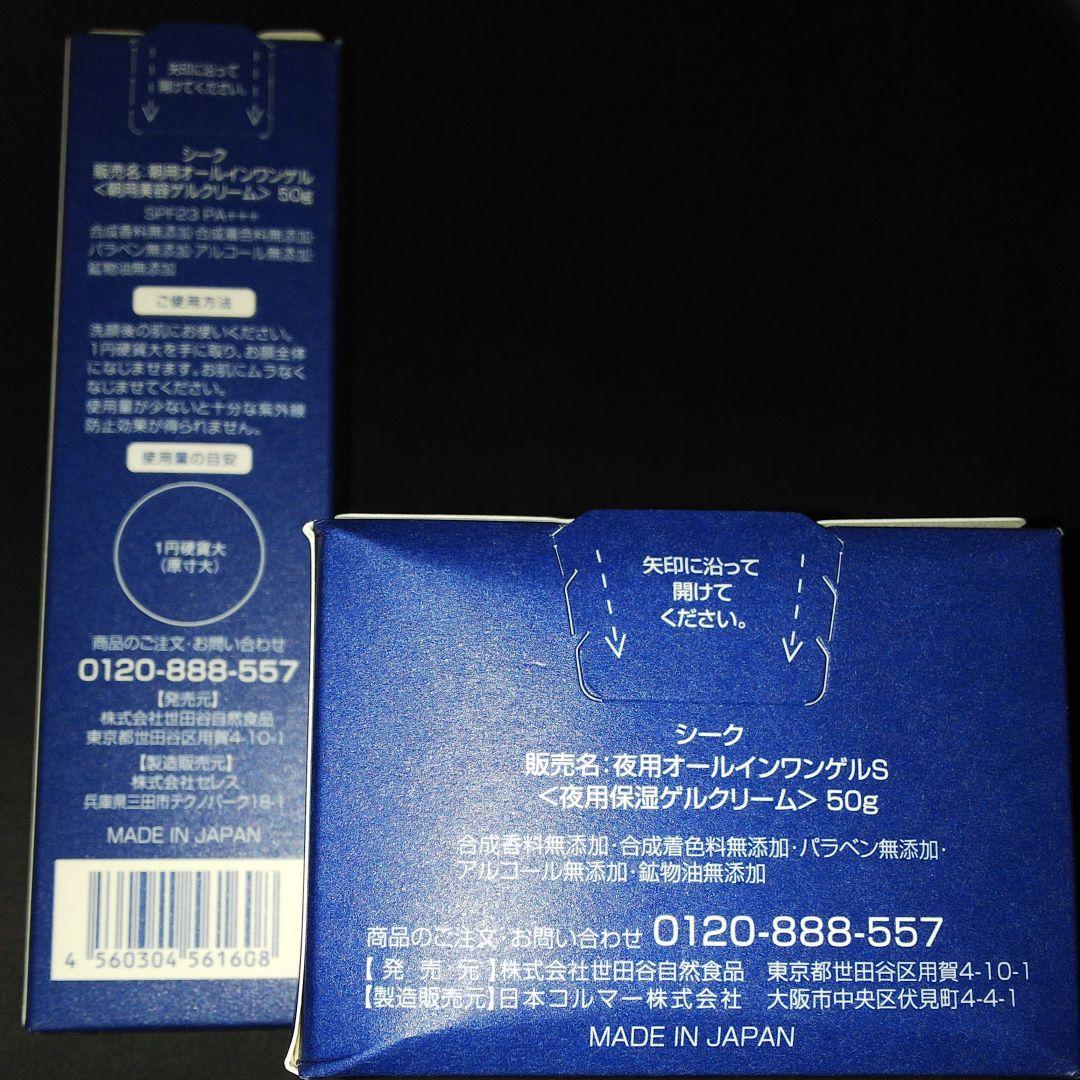 矢印に沿って
開けてください。
シーク
販売名:朝用オールインワンゲル
<朝用美容ゲルクリーム> 50g
SPF23 PA+++
合成香料無添加・合成着色料無添加・
パラベン無添加・アルコール無添加・
鉱物油無添加
ご使用方法
洗顔後の肌にお使いください。
1円硬貨大を手に取り、お顔全体
になじませます。お肌にムラなく
なじませてください。
使用量が少ないと十分な紫外線
防止効果が得られません。
使用量の目安
1円硬貨大
(原寸大)
商品のご注文・お問い合わせ
0120-888-557
【発売元】
株式会社世田谷自然食品
東京都世田谷区用賀4-10-1
【製造販売元】
株式会社セレス
兵庫県三田市テクノパーク18-1
MADE IN JAPAN
4 560304 561608
矢印に沿って
開けて
ください。
シーク
販売名:夜用オールインワンゲルS
<夜用保湿ゲルクリーム> 50g
合成香料無添加・合成着色料無添加・パラベン無添加・
アルコール無添加・鉱物油無添加
商品のご注文・お問い合わせ 0120-888-557
【発売元】株式会社世田谷自然食品 東京都世田谷区用賀4-10-1
【製造販売元】日本コルマー株式会社 大阪市中央区伏見町4-4-1
MADE IN JAPAN